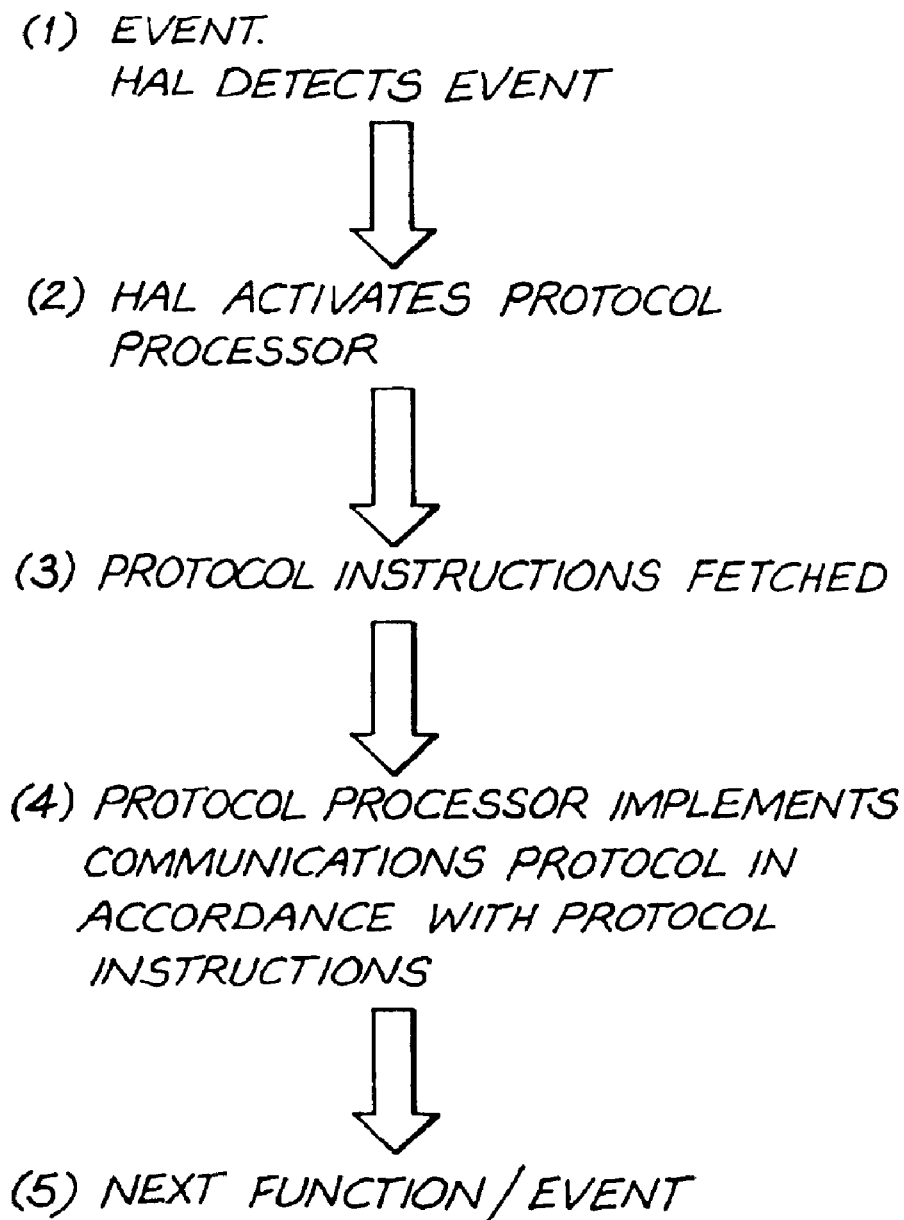 (1) EVENT.
HAL DETECTS EVENT
(2) HAL ACTIVATES PROTOCOL
PROCESSOR
(3) PROTOCOL INSTRUCTIONS FETCHED
(4) PROTOCOL PROCESSOR IMPLEMENTS
COMMUNICATIONS PROTOCOL IN
ACCORDANCE WITH PROTOCOL
INSTRUCTIONS
(5) NEXT FUNCTION/EVENT